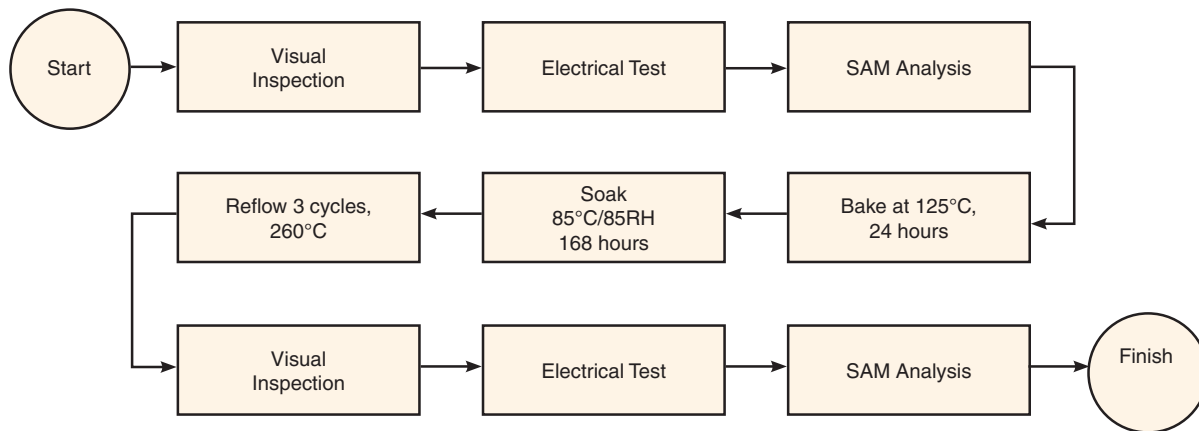 Start
Visual
Inspection
Electrical Test
SAM Analysis
Bake at 125°C,
24 hours
Soak
85°C/85RH
168 hours
Reflow 3 cycles,
260°C
Visual
Inspection
Electrical Test
SAM Analysis
Finish